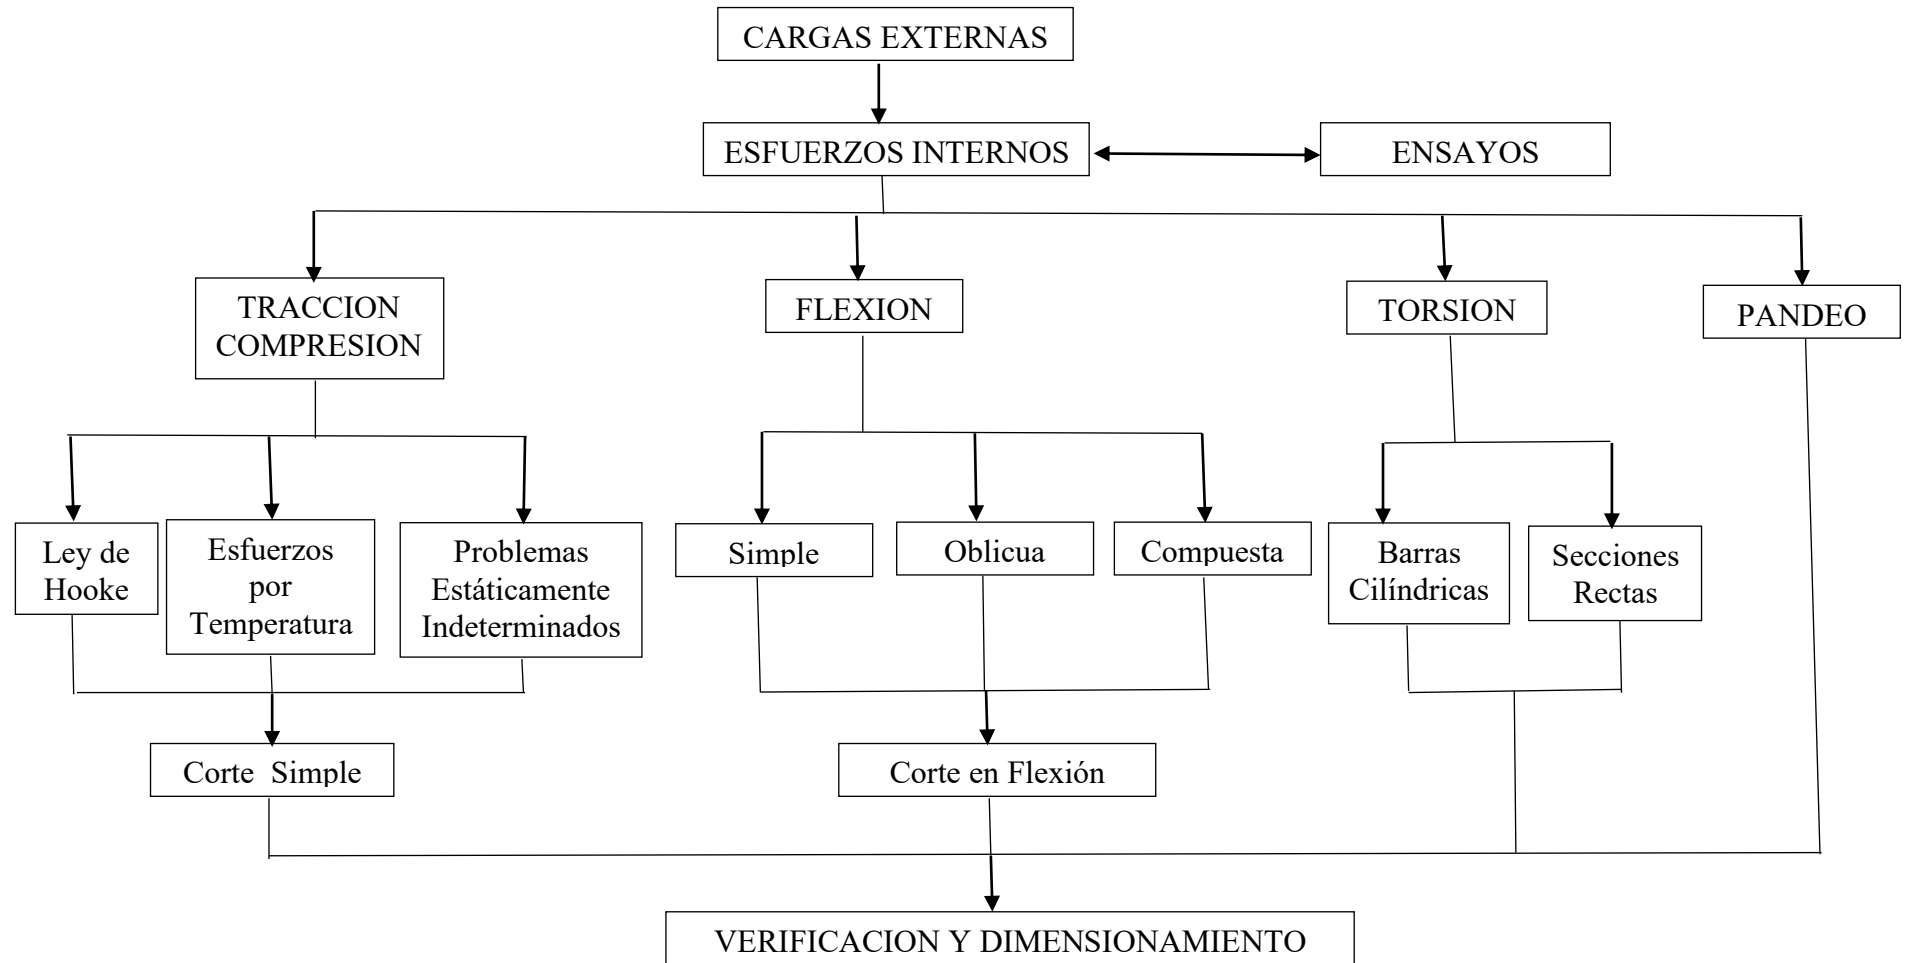 CARGAS EXTERNAS
ESFUERZOS INTERNOS
ENSAYOS
TRACCION
COMPRESION
FLEXION
TORSION
PANDEO
Ley de
Hooke
Esfuerzos
por
Temperatura
Problemas
Estáticamente
Indeterminados
Simple
Oblicua
Compuesta
Barras
Cilíndricas
Secciones
Rectas
Corte  Simple
Corte en Flexión
VERIFICACION Y DIMENSIONAMIENTO